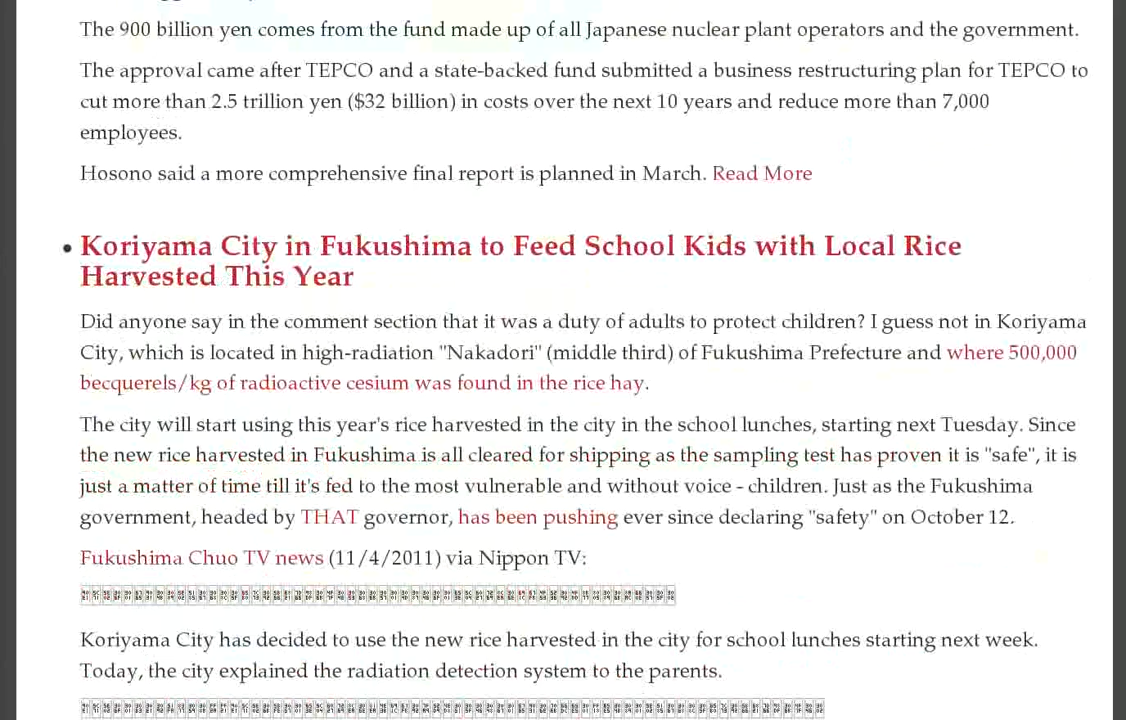 The 900 billion yen comes from the fund made up of all Japanese nuclear plant operators and the government.
The approval came after TEPCO and a state-backed fund submitted a business restructuring plan for TEPCO to
cut more than 2.5 trillion yen ($32 billion) in costs over the next 10 years and reduce more than 7,000
employees.
Hosono said a more comprehensive final report is planned in March. Read More
• Koriyama City in Fukushima to Feed School Kids with Local Rice
Harvested This Year
Did anyone say in the comment section that it was a duty of adults to protect children? I guess not in Koriyama
City, which is located in high-radiation "Nakadori" (middle third) of Fukushima Prefecture and where 500,000
becquerels/kg of radioactive cesium was found in the rice hay.
The city will start using this year's rice harvested in the city in the school lunches, starting next Tuesday. Since
the new rice harvested in Fukushima is all cleared for shipping as the sampling test has proven it is "safe", it is
just a matter of time till it's fed to the most vulnerable and without voice - children. Just as the Fukushima
government, headed by THAT governor, has been pushing ever since declaring "safety" on October 12.
Fukushima Chuo TV news (11/4/2011) via Nippon TV:
Koriyama City has decided to use the new rice harvested in the city for school lunches starting next week.
Today, the city explained the radiation detection system to the parents.